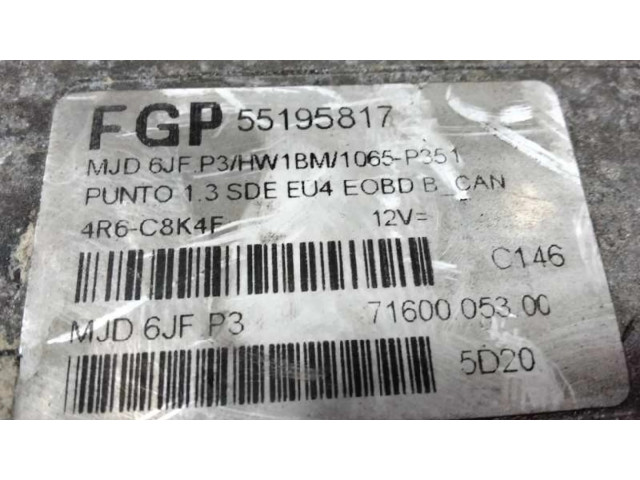 FGP 55195817
MJD 6JF P3/HW1BM/1065-P351
PUNTO 1.3 SDE EU4 EOBD B_CAN
4R6-C8K4F 12V=
C146
MJD 6JF P3 71600.053.00
5D20